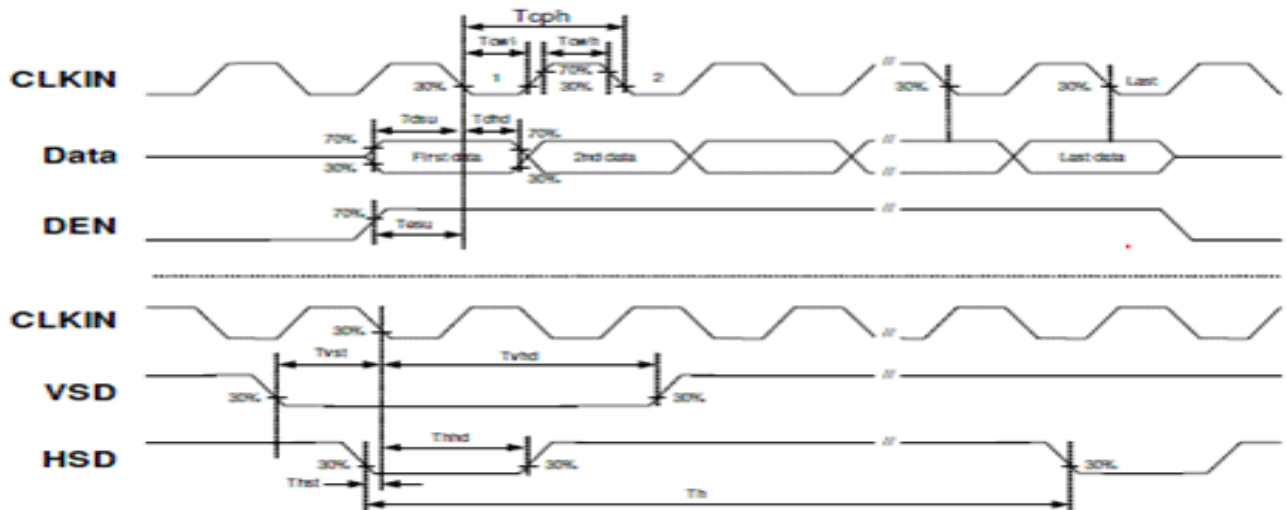 Tcph
Tcwl Tcwh
CLKIN 30% 1 70% 30% 2 // 30% 30% Last
Tdsu Tdhd
70% 70%
Data First data 2nd data // Last data
30% 30%
70%
DEN Tesu //
CLKIN 30% //
Tvst Tvhd
VSD 30% 30% //
Thhd
HSD 30% 30% // 30%
Thst
Th